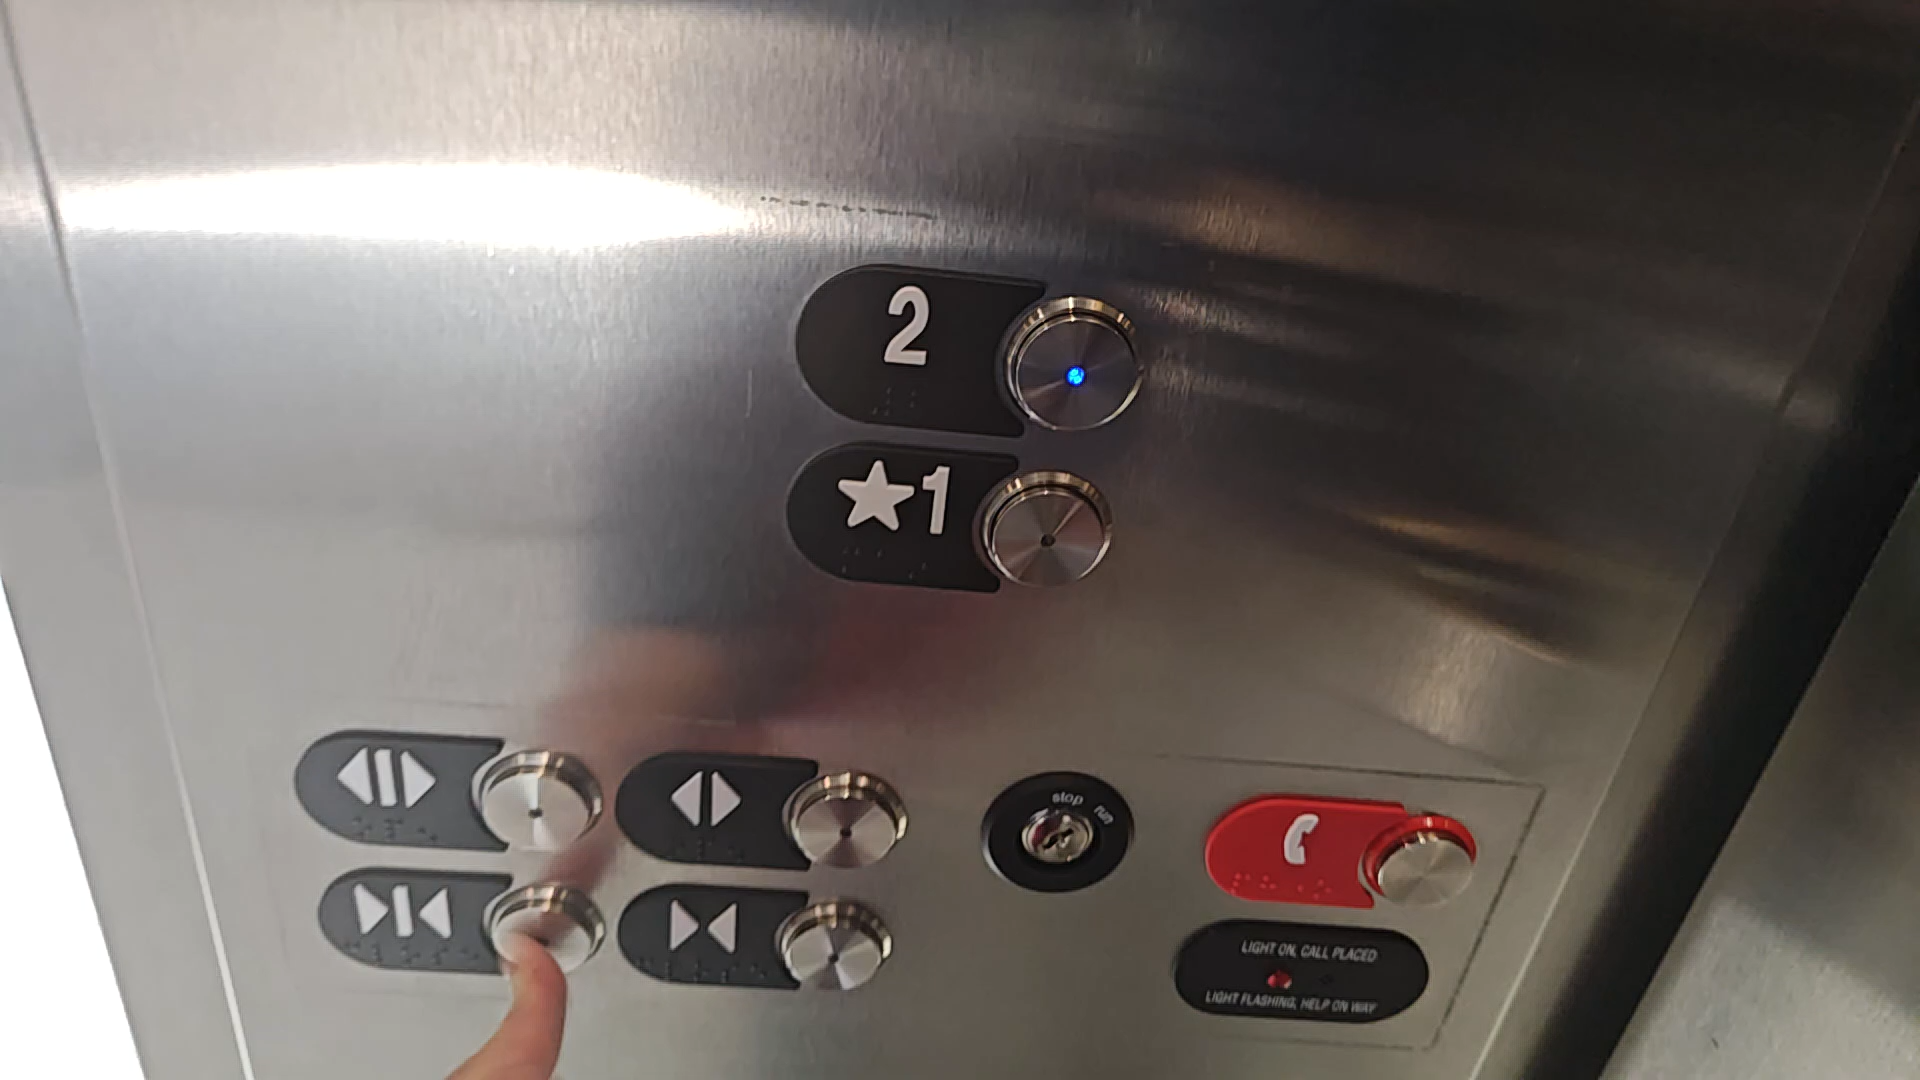 2
★1
stop run
LIGHT ON, CALL PLACED
LIGHT FLASHING, HELP ON WAY